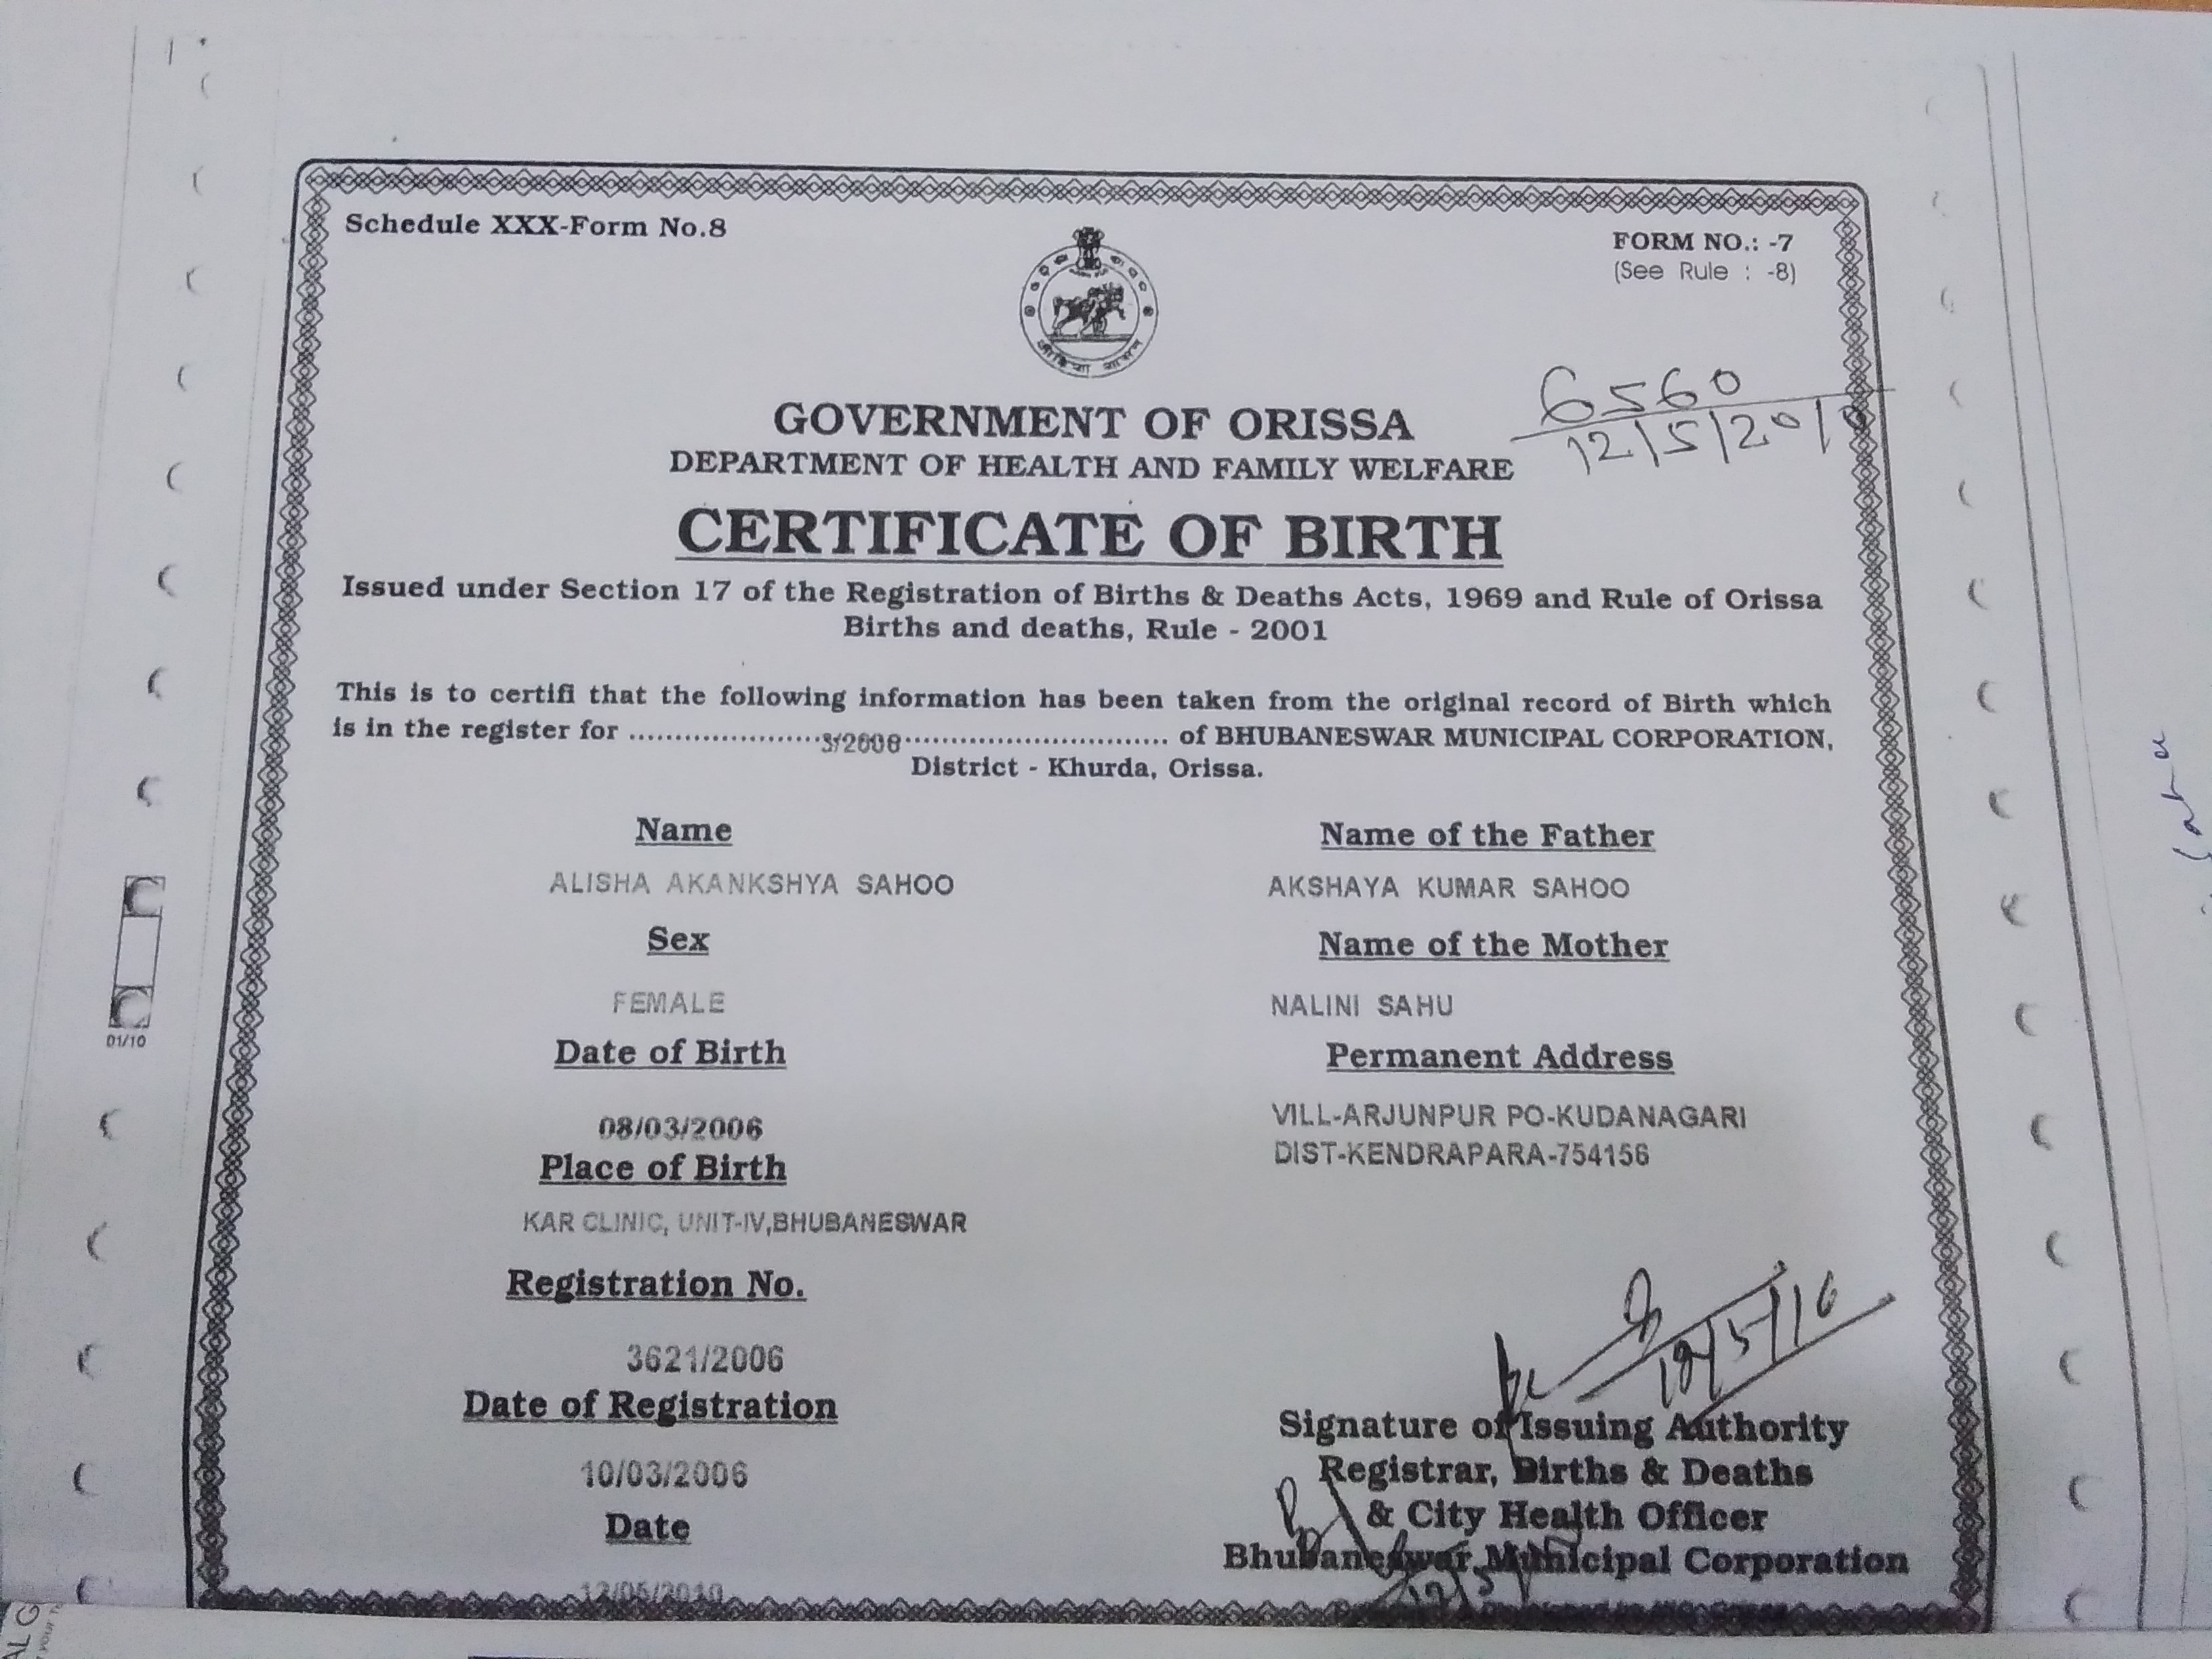 Schedule XXX-Form No.8
FORM NO.: -7
(See Rule : -8)
6560
12/5/2010
GOVERNMENT OF ORISSA
DEPARTMENT OF HEALTH AND FAMILY WELFARE
CERTIFICATE OF BIRTH
Issued under Section 17 of the Registration of Births & Deaths Acts, 1969 and Rule of Orissa
Births and deaths, Rule - 2001
This is to certifi that the following information has been taken from the original record of Birth which
is in the register for ......................3/2006................................ of BHUBANESWAR MUNICIPAL CORPORATION,
District - Khurda, Orissa.
Name
ALISHA AKANKSHYA SAHOO
Sex
FEMALE
Date of Birth
08/03/2006
Place of Birth
KAR CLINIC, UNIT-IV,BHUBANESWAR
Registration No.
3621/2006
Date of Registration
10/03/2006
Date
12/05/2010
Name of the Father
AKSHAYA KUMAR SAHOO
Name of the Mother
NALINI SAHU
Permanent Address
VILL-ARJUNPUR PO-KUDANAGARI
DIST-KENDRAPARA-754156
Signature of Issuing Authority
Registrar, Births & Deaths
& City Health Officer
Bhubaneswar Municipal Corporation
01/10